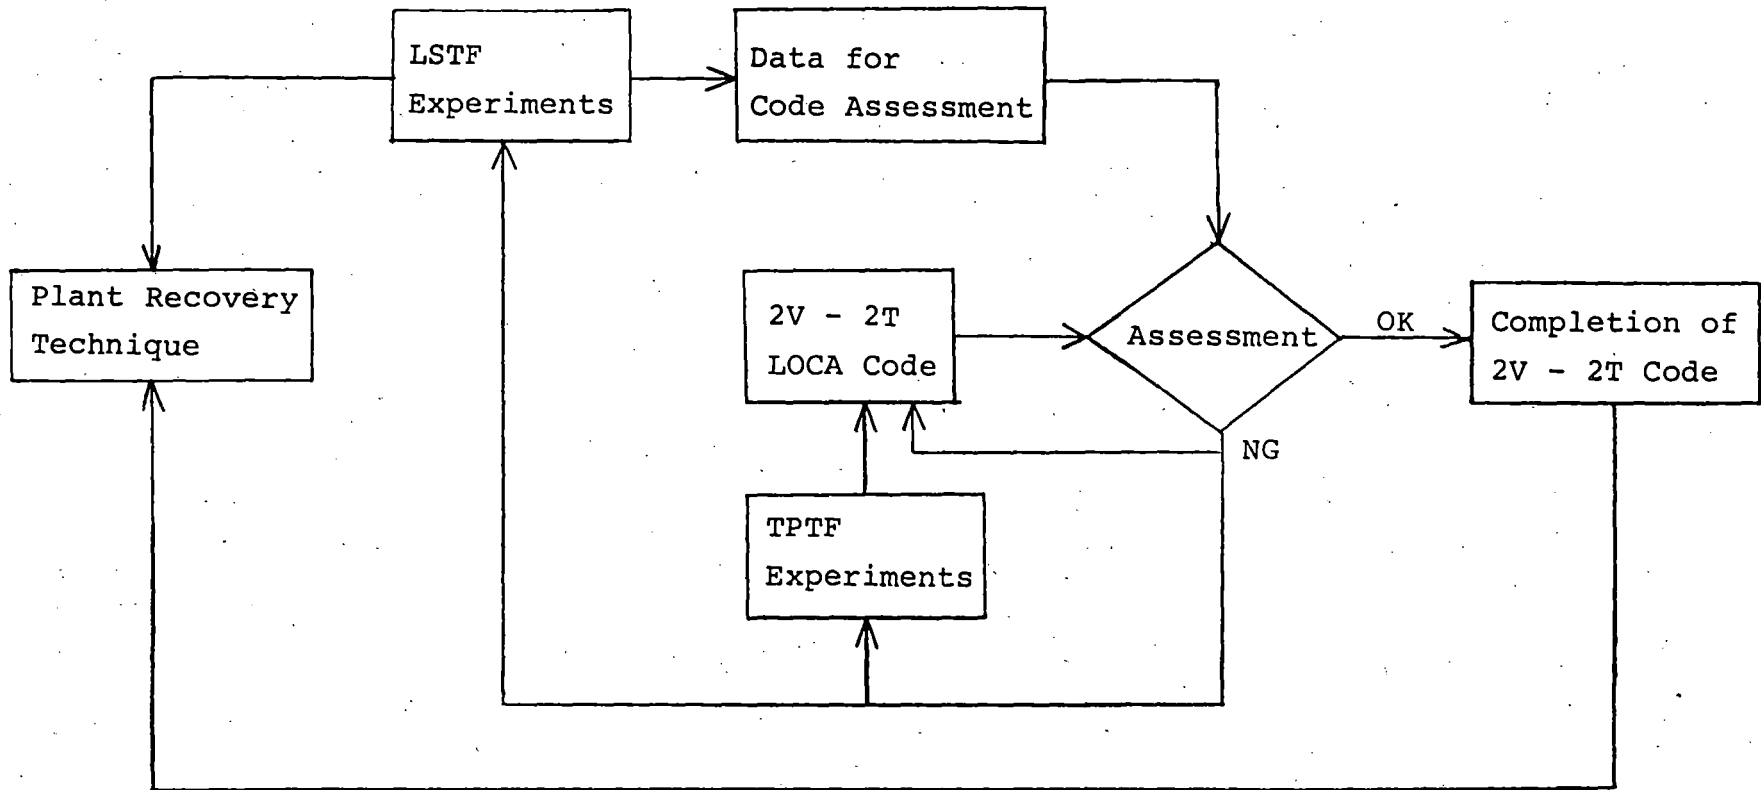 LSTF
Experiments
Data for
Code Assessment
Plant Recovery
Technique
2V - 2T
LOCA Code
Assessment
OK
Completion of
2V - 2T Code
NG
TPTF
Experiments